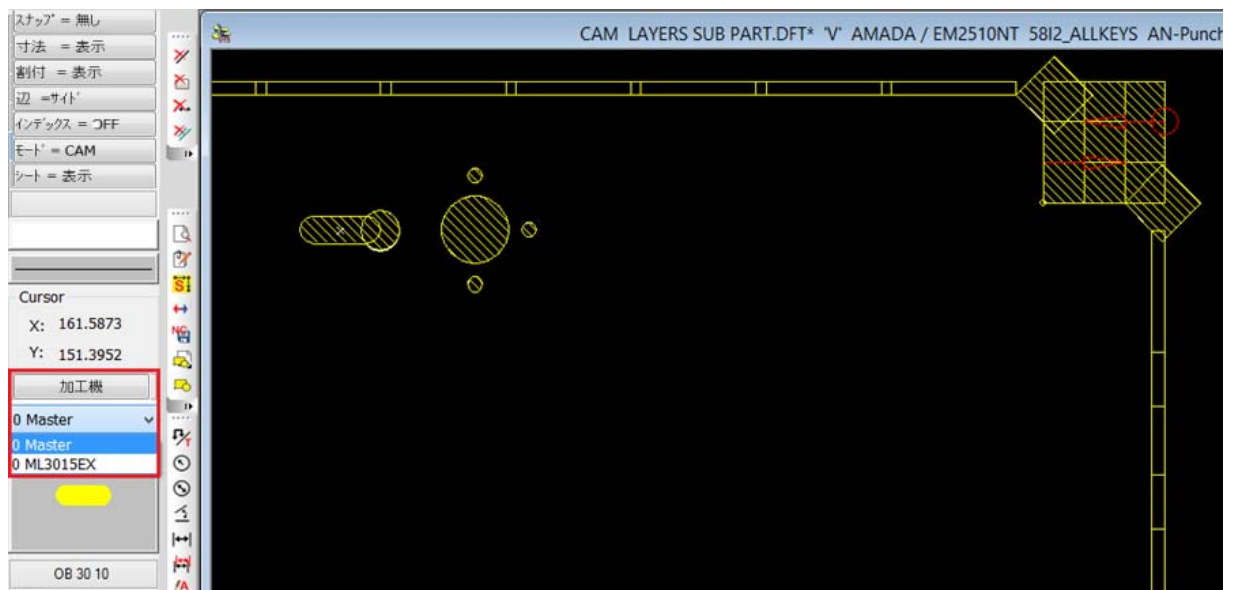 スナップ = 無し
寸法 = 表示
割付 = 表示
辺 =サイド
インデックス = OFF
モード = CAM
シート = 表示
Cursor
X: 161.5873
Y: 151.3952
加工機
0 Master
0 Master
0 ML3015EX
OB 30 10
CAM LAYERS SUB PART.DFT* 'V' AMADA / EM2510NT 58I2_ALLKEYS AN-Punch
S
NC
T
A